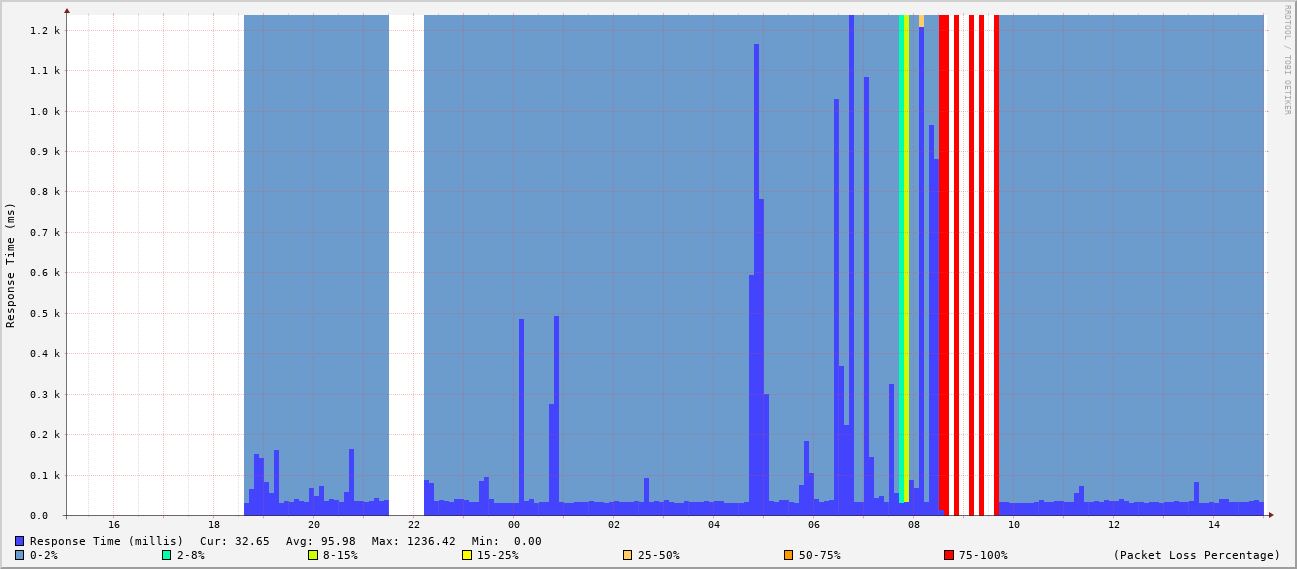 RRDTOOL / TOBI OETIKER
Response Time (ms)
1.2 k
1.1 k
1.0 k
0.9 k
0.8 k
0.7 k
0.6 k
0.5 k
0.4 k
0.3 k
0.2 k
0.1 k
0.0
16 18 20 22 00 02 04 06 08 10 12 14
Response Time (millis) Cur: 32.65 Avg: 95.98 Max: 1236.42 Min: 0.00
0-2% 2-8% 8-15% 15-25% 25-50% 50-75% 75-100% (Packet Loss Percentage)